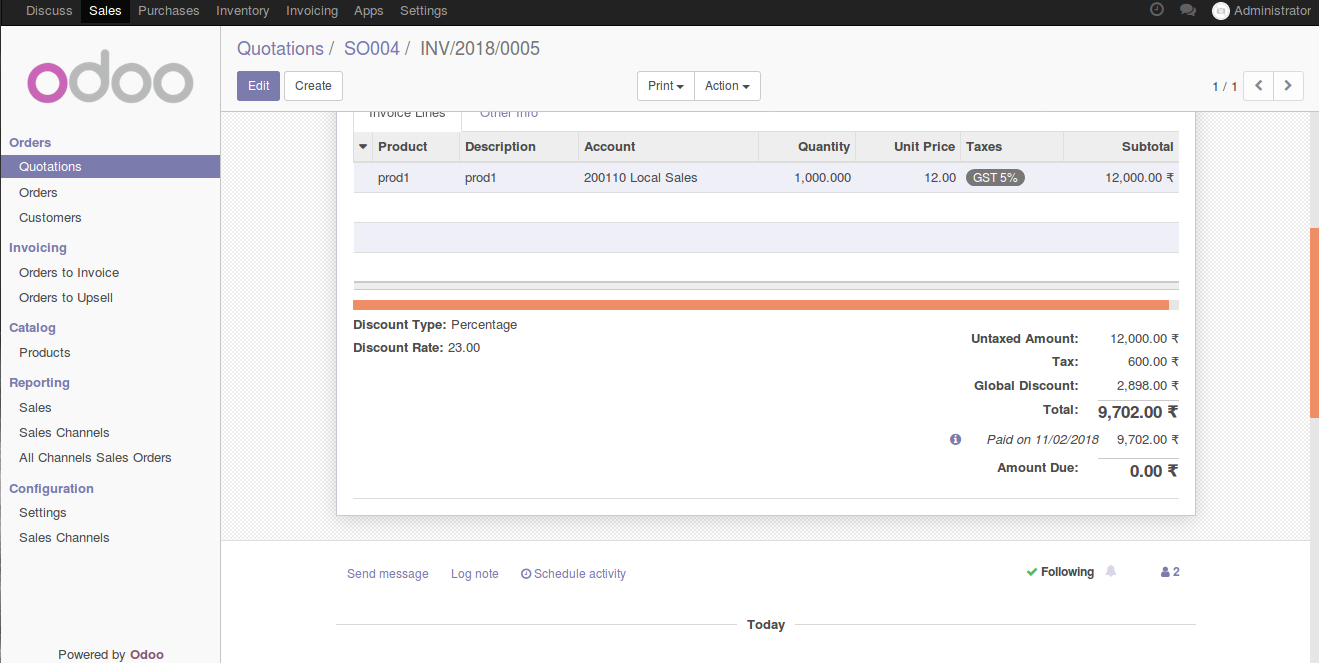 Discuss Sales Purchases Inventory Invoicing Apps Settings Administrator
odoo
Quotations / SO004 / INV/2018/0005
Edit Create Print Action 1 / 1
Orders
Quotations
Orders
Customers
Invoicing
Orders to Invoice
Orders to Upsell
Catalog
Products
Reporting
Sales
Sales Channels
All Channels Sales Orders
Configuration
Settings
Sales Channels
Powered by Odoo
Invoice Lines Other Info
Product Description Account Quantity Unit Price Taxes Subtotal
prod1 prod1 200110 Local Sales 1,000.000 12.00 GST 5% 12,000.00 ₹
Discount Type: Percentage
Discount Rate: 23.00
Untaxed Amount: 12,000.00 ₹
Tax: 600.00 ₹
Global Discount: 2,898.00 ₹
Total: 9,702.00 ₹
Paid on 11/02/2018 9,702.00 ₹
Amount Due: 0.00 ₹
Send message Log note Schedule activity Following 2
Today